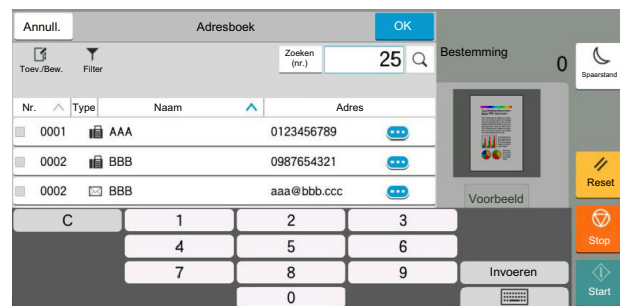 Annull.
Adresboek
OK
Toev./Bew.
Filter
Zoeken
(nr.)
25
Bestemming
0
Spaarstand
Nr. Type Naam Adres
0001 AAA 0123456789
0002 BBB 0987654321
0002 BBB aaa@bbb.ccc
Voorbeeld
Reset
C 1 2 3
4 5 6
7 8 9
0
Invoeren
Stop
Start